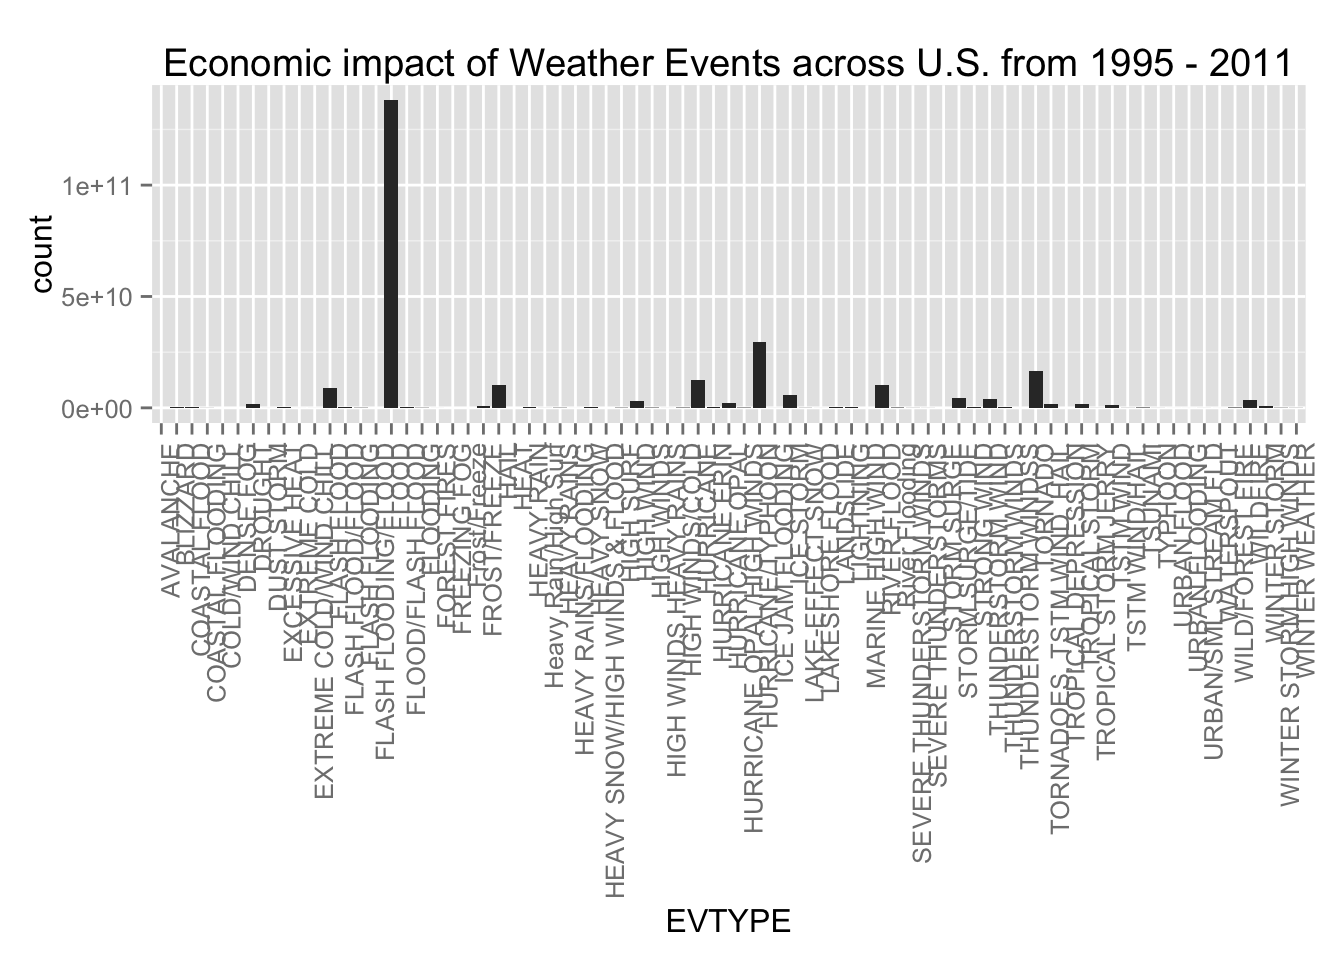 Economic impact of Weather Events across U.S. from 1995 - 2011
count
1e+11
5e+10
0e+00
AVALANCHE
BLIZZARD
COASTAL FLOOD
COASTAL FLOODING
COLD/WIND CHILL
DENSE FOG
DROUGHT
DUST STORM
EXCESSIVE HEAT
EXTREME COLD
EXTREME COLD/WIND CHILL
FLASH FLOOD
FLASH FLOOD/FLOOD
FLASH FLOODING
FLASH FLOODING/FLOOD
FLOOD
FLOOD/FLASH FLOOD
FLOODING
FOREST FIRES
FREEZING FOG
Frost/Freeze
FROST/FREEZE
HAIL
HEAT
HEAVY RAIN
Heavy Rain/High Surf
HEAVY RAINS
HEAVY RAINS/FLOODING
HEAVY SNOW
HEAVY SNOW/HIGH WINDS & FLOOD
HIGH SURF
HIGH WIND
HIGH WINDS
HIGH WINDS HEAVY RAINS
HIGH WINDS/COLD
HURRICANE
HURRICANE ERIN
HURRICANE OPAL
HURRICANE OPAL/HIGH WINDS
HURRICANE/TYPHOON
ICE JAM FLOODING
ICE STORM
LAKE-EFFECT SNOW
LAKESHORE FLOOD
LANDSLIDE
LIGHTNING
MARINE HIGH WIND
RIVER FLOOD
River Flooding
SEVERE THUNDERSTORM WINDS
SEVERE THUNDERSTORMS
STORM SURGE
STORM SURGE/TIDE
STRONG WIND
THUNDERSTORM WIND
THUNDERSTORM WINDS
THUNDERSTORM WINDSS
TORNADO
TORNADOES, TSTM WIND, HAIL
TROPICAL DEPRESSION
TROPICAL STORM
TROPICAL STORM JERRY
TSTM WIND
TSTM WIND/HAIL
TSUNAMI
TYPHOON
URBAN FLOOD
URBAN FLOODING
URBAN/SML STREAM FLD
WATERSPOUT
WILD/FOREST FIRE
WILDFIRE
WINTER STORM
WINTER STORM HIGH WINDS
WINTER WEATHER
EVTYPE